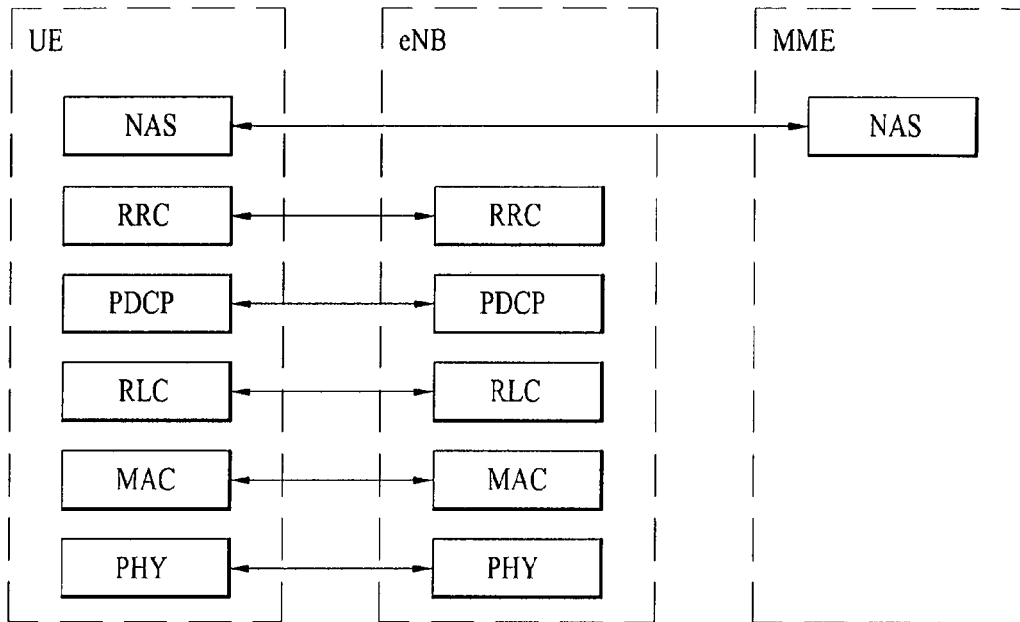 UE eNB MME
NAS NAS
RRC RRC
PDCP PDCP
RLC RLC
MAC MAC
PHY PHY